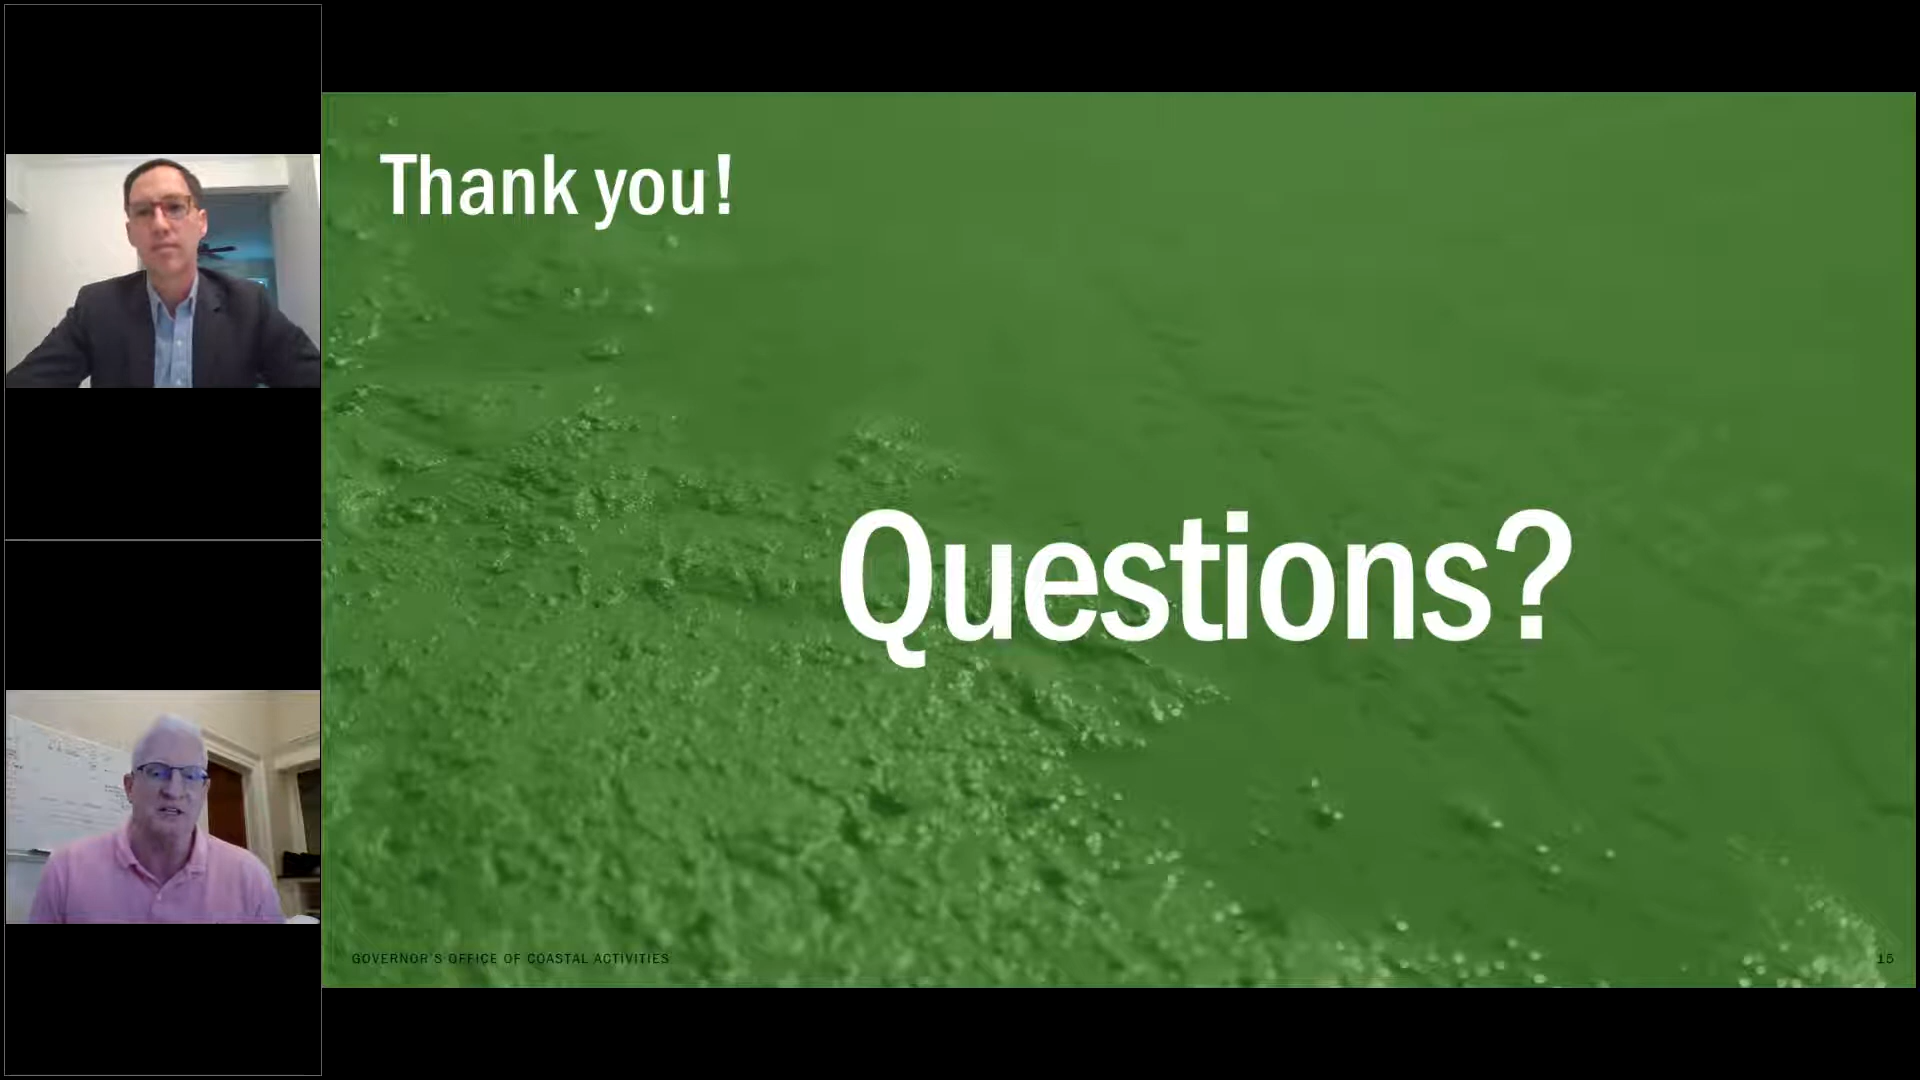 Thank you!
Questions?
GOVERNOR'S OFFICE OF COASTAL ACTIVITIES
15